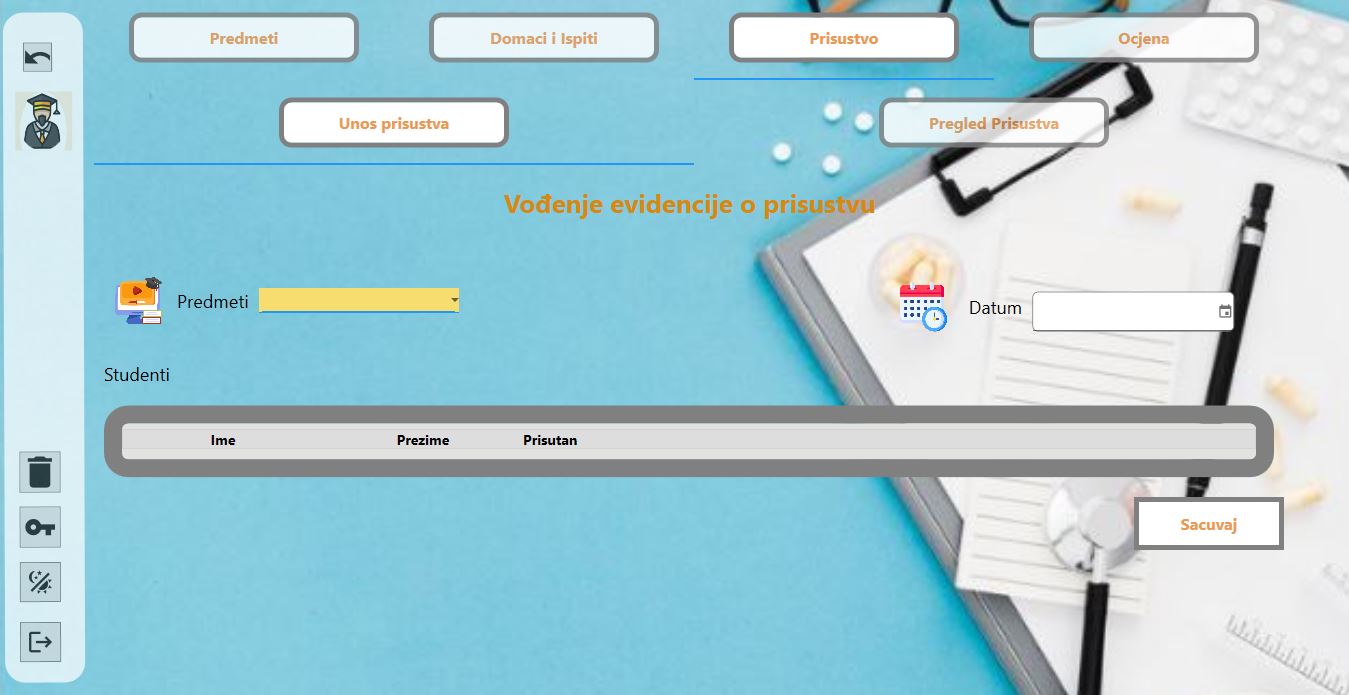 Predmeti
Domaci i Ispiti
Prisustvo
Ocjena
Unos prisustva
Pregled Prisustva
Vođenje evidencije o prisustvu
Predmeti
Datum
Studenti
Ime Prezime Prisutan
Sacuvaj